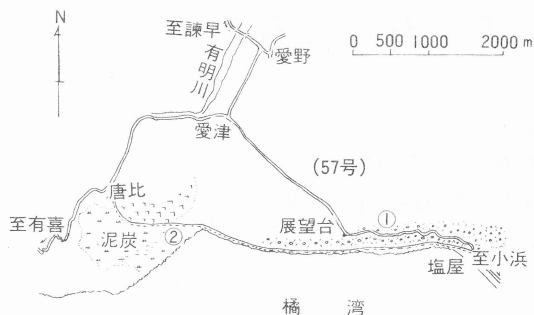 N
至諫早
愛野
有明川
0 500 1000 2000 m
愛津
(57号)
唐比
至有喜
泥炭
②
展望台
①
塩屋
至小浜
橘湾